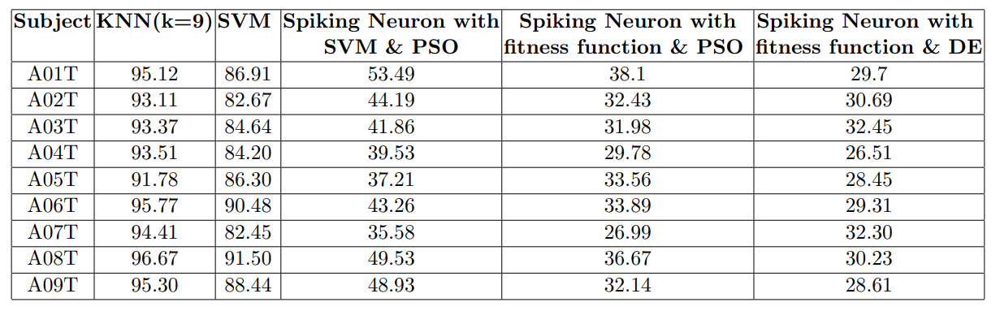 Subject KNN(k=9) SVM Spiking Neuron with SVM & PSO Spiking Neuron with fitness function & PSO Spiking Neuron with fitness function & DE
A01T 95.12 86.91 53.49 38.1 29.7
A02T 93.11 82.67 44.19 32.43 30.69
A03T 93.37 84.64 41.86 31.98 32.45
A04T 93.51 84.20 39.53 29.78 26.51
A05T 91.78 86.30 37.21 33.56 28.45
A06T 95.77 90.48 43.26 33.89 29.31
A07T 94.41 82.45 35.58 26.99 32.30
A08T 96.67 91.50 49.53 36.67 30.23
A09T 95.30 88.44 48.93 32.14 28.61